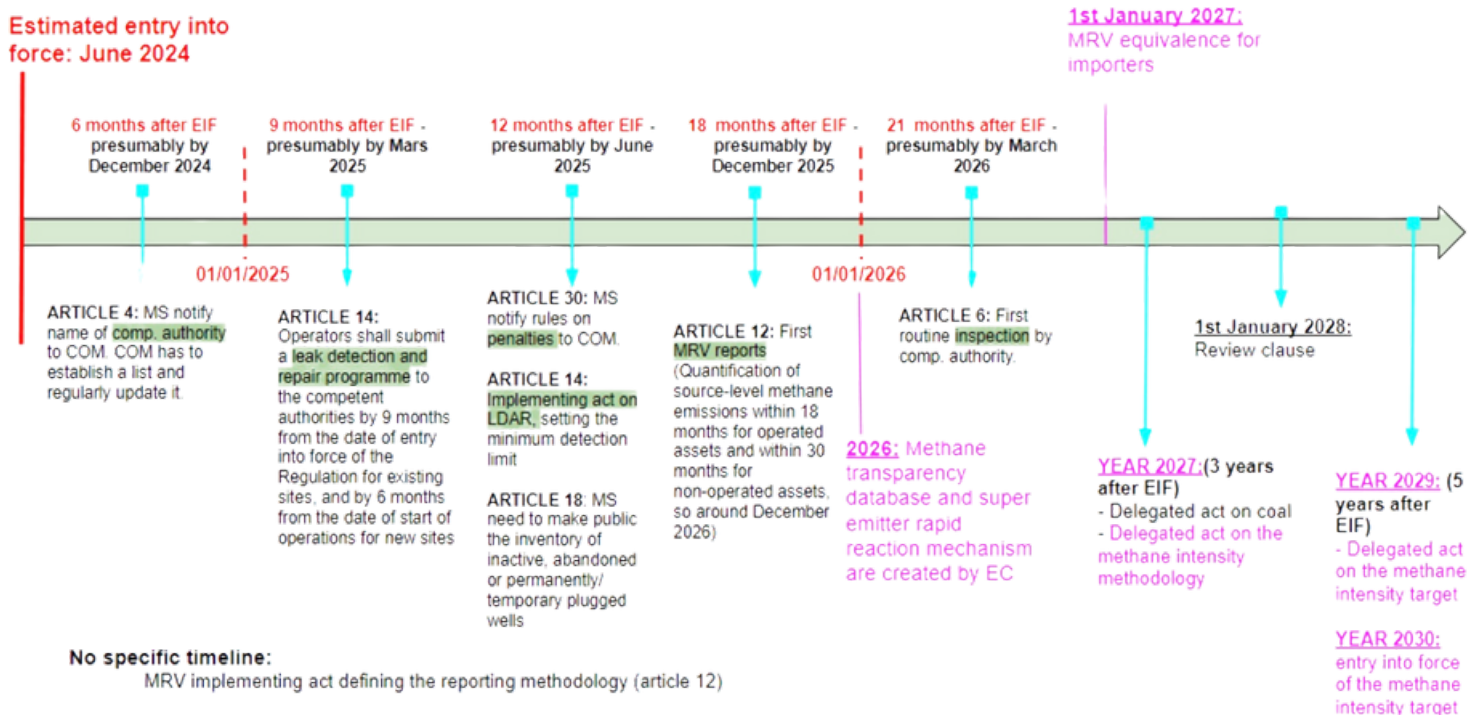 Estimated entry into
force: June 2024
1st January 2027:
MRV equivalence for
importers
6 months after EIF
presumably by
December 2024
9 months after EIF -
presumably by Mars
2025
12 months after EIF -
presumably by June
2025
18 months after EIF -
presumably by
December 2025
21 months after EIF -
presumably by March
2026
01/01/2025
01/01/2026
ARTICLE 4: MS notify
name of comp. authority
to COM. COM has to
establish a list and
regularly update it.
ARTICLE 14:
Operators shall submit
a leak detection and
repair programme to
the competent
authorities by 9 months
from the date of entry
into force of the
Regulation for existing
sites, and by 6 months
from the date of start of
operations for new sites
ARTICLE 30: MS
notify rules on
penalties to COM.
ARTICLE 14:
Implementing act on
LDAR, setting the
minimum detection
limit
ARTICLE 18: MS
need to make public
the inventory of
inactive, abandoned
or permanently/
temporary plugged
wells
ARTICLE 12: First
MRV reports
(Quantification of
source-level methane
emissions within 18
months for operated
assets and within 30
months for
non-operated assets,
so around December
2026)
2026: Methane
transparency
database and super
emitter rapid
reaction mechanism
are created by EC
ARTICLE 6: First
routine inspection by
comp. authority.
YEAR 2027:(3 years
after EIF)
- Delegated act on coal
- Delegated act on the
methane intensity
methodology
1st January 2028:
Review clause
YEAR 2029: (5
years after
EIF)
- Delegated act
on the methane
intensity target
YEAR 2030:
entry into force
of the methane
intensity target
No specific timeline:
MRV implementing act defining the reporting methodology (article 12)